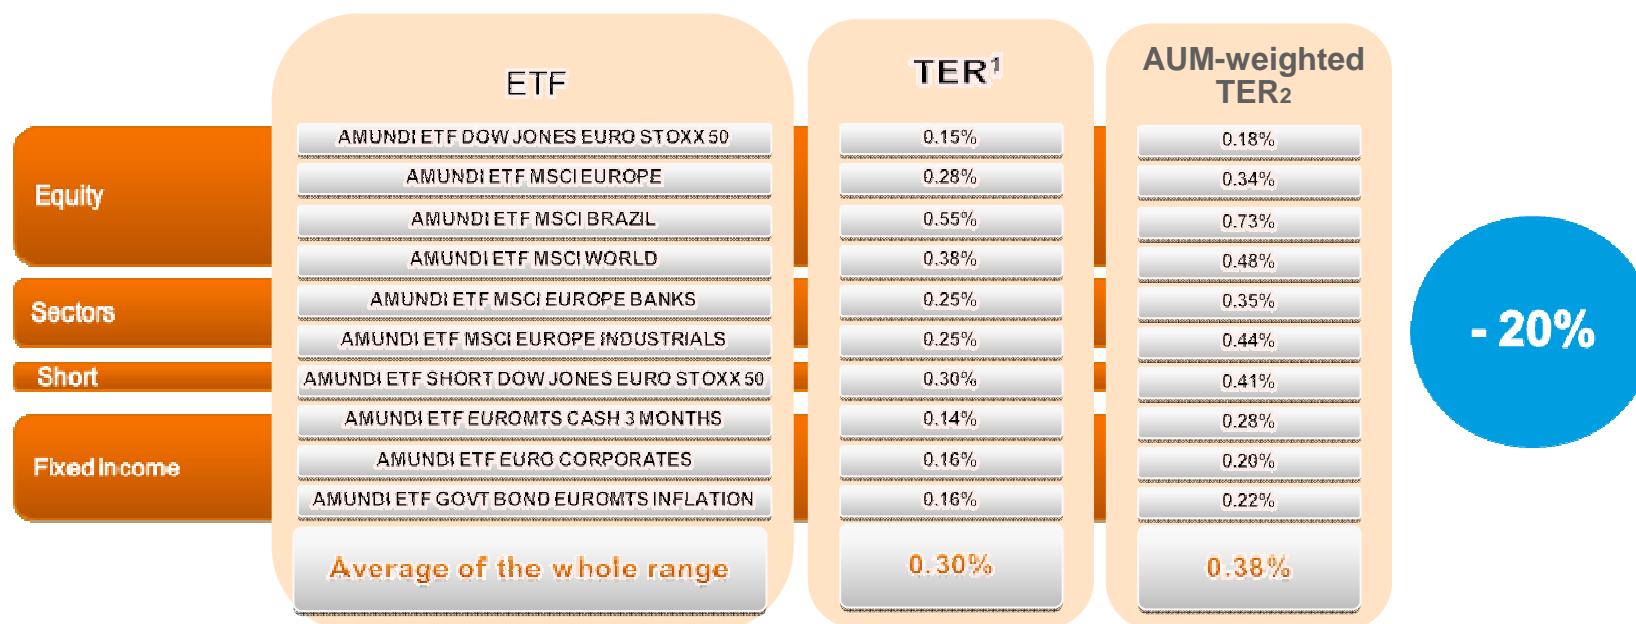 ETF
TER1
AUM-weighted
TER2
Equity
AMUNDI ETF DOW JONES EURO STOXX 50 0.15% 0.18%
AMUNDI ETF MSCI EUROPE 0.28% 0.34%
AMUNDI ETF MSCI BRAZIL 0.55% 0.73%
AMUNDI ETF MSCI WORLD 0.38% 0.48%
Sectors
AMUNDI ETF MSCI EUROPE BANKS 0.25% 0.35%
AMUNDI ETF MSCI EUROPE INDUSTRIALS 0.25% 0.44%
Short
AMUNDI ETF SHORT DOW JONES EURO STOXX 50 0.30% 0.41%
Fixed income
AMUNDI ETF EUROMTS CASH 3 MONTHS 0.14% 0.28%
AMUNDI ETF EURO CORPORATES 0.16% 0.20%
AMUNDI ETF GOVT BOND EUROMTS INFLATION 0.16% 0.22%
Average of the whole range 0.30% 0.38%
- 20%